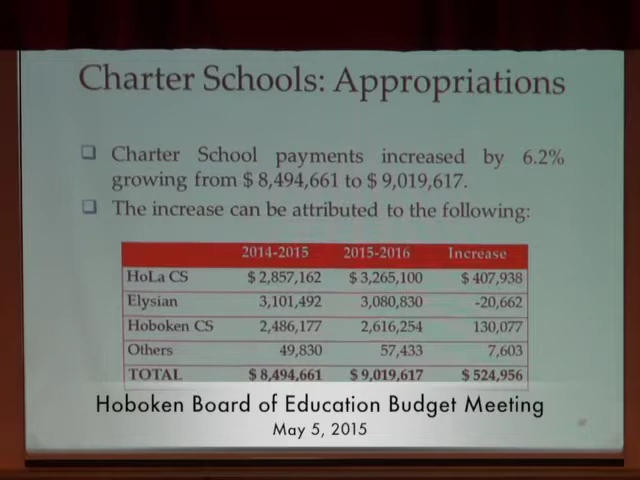 Charter Schools: Appropriations
Charter School payments increased by 6.2%
growing from $ 8,494,661 to $ 9,019,617.
The increase can be attributed to the following:
2014-2015 2015-2016 Increase
HoLa CS $ 2,857,162 $ 3,265,100 $ 407,938
Elysian 3,101,492 3,080,830 -20,662
Hoboken CS 2,486,177 2,616,254 130,077
Others 49,830 57,433 7,603
TOTAL $ 8,494,661 $ 9,019,617 $ 524,956
Hoboken Board of Education Budget Meeting
May 5, 2015